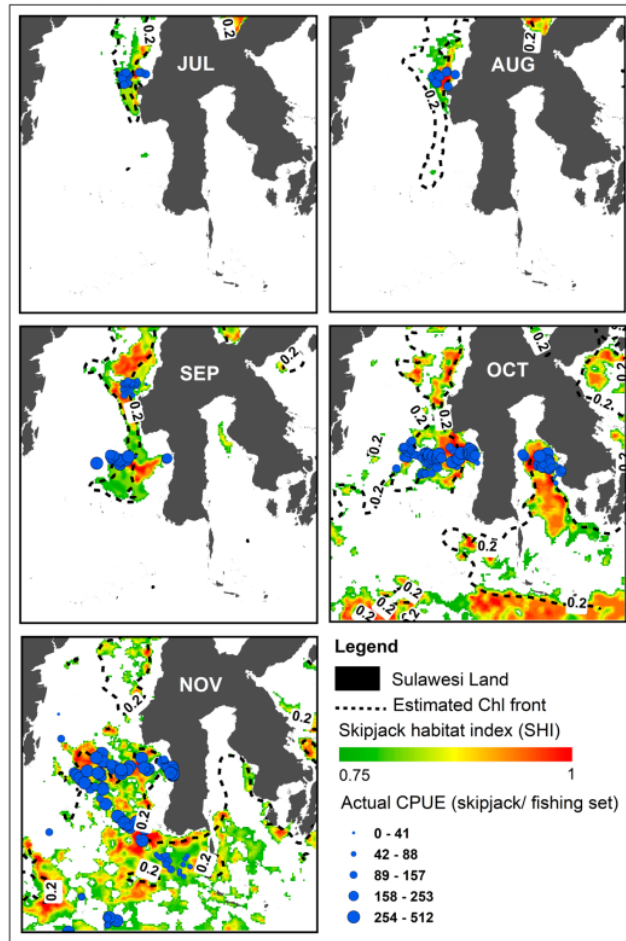 JUL
0.2
0.2
AUG
0.2
0.2
SEP
0.2
0.2
OCT
0.2
0.2
0.2
0.2
0.2
0.2
0.2
0.2
0.2
0.2
0.2
NOV
0.2
0.2
0.2
0.2
0.2
0.2
Legend
Sulawesi Land
Estimated Chl front
Skipjack habitat index (SHI)
0.75 1
Actual CPUE (skipjack/ fishing set)
0 - 41
42 - 88
89 - 157
158 - 253
254 - 512